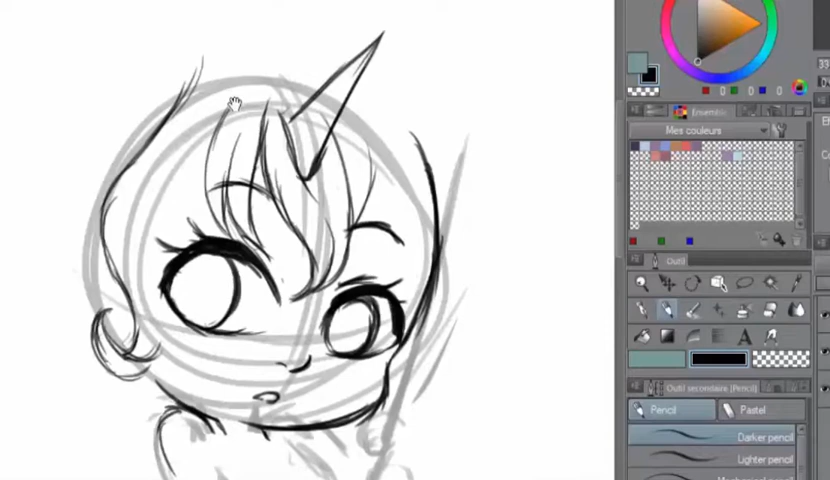 Ensemble
Mes couleurs
Outil
A
Outil secondaire [Pencil]
Pencil
Pastel
Darker pencil
Lighter pencil